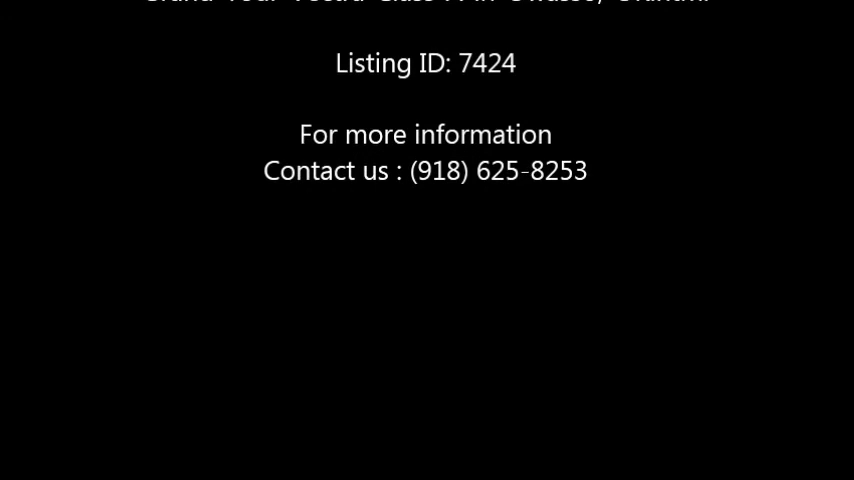 Listing ID: 7424
For more information
Contact us : (918) 625-8253